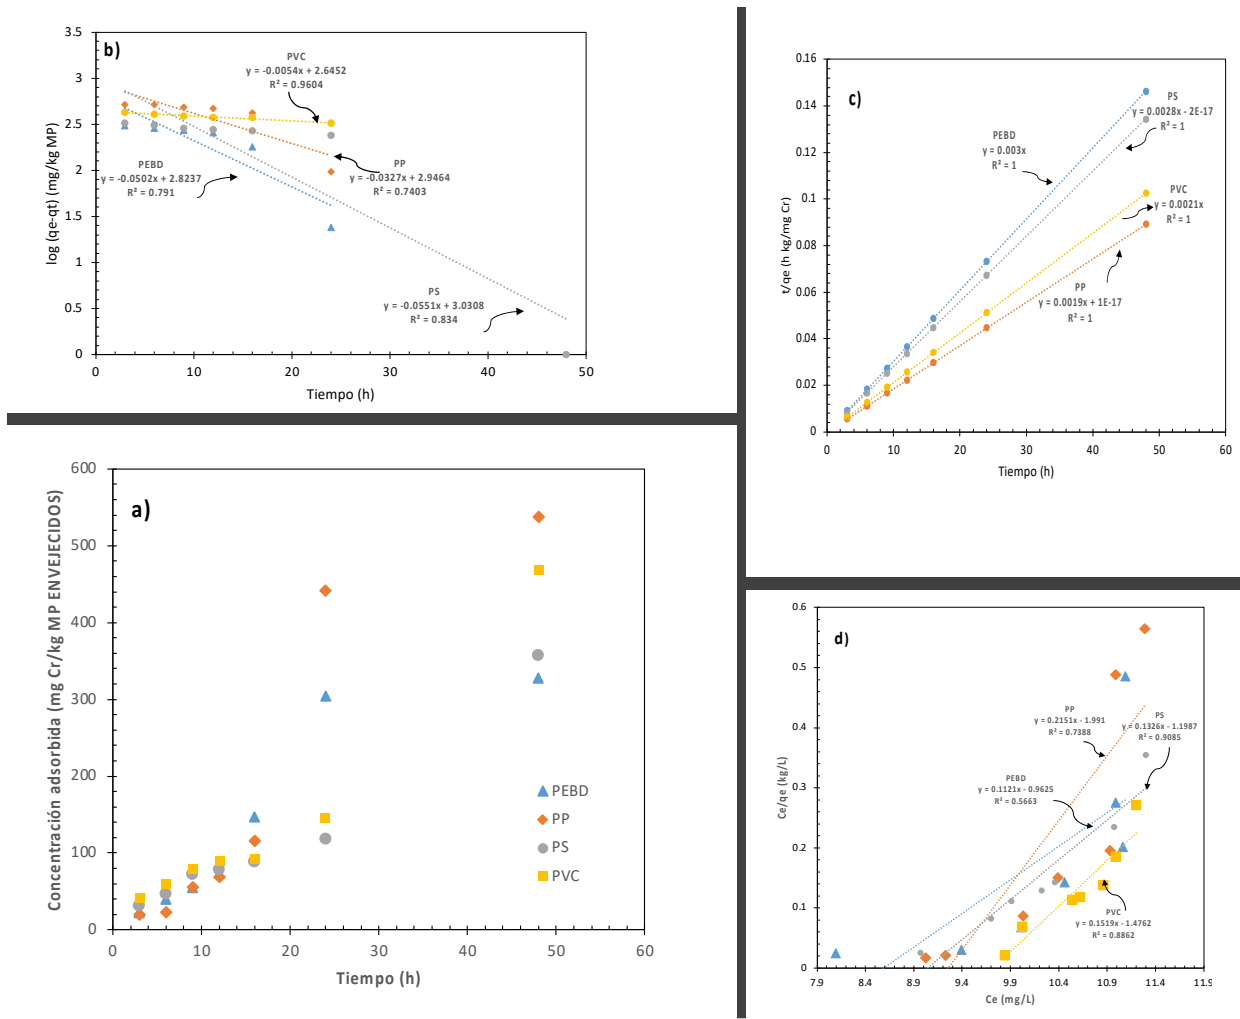 b)
log (qe-qt) (mg/kg MP)
3.5
3
2.5
2
1.5
1
0.5
0
0
10
20
30
40
50
Tiempo (h)
PVC
y = -0.0054x + 2.6452
R² = 0.9604
PEBD
y = -0.0502x + 2.8237
R² = 0.791
PP
y = -0.0327x + 2.9464
R² = 0.7403
PS
y = -0.0551x + 3.0308
R² = 0.834
c)
t/qe (h kg/mg Cr)
0.16
0.14
0.12
0.1
0.08
0.06
0.04
0.02
0
0
10
20
30
40
50
60
Tiempo (h)
PS
y = 0.0028x - 2E-17
R² = 1
PEBD
y = 0.003x
R² = 1
PVC
y = 0.0021x
R² = 1
PP
y = 0.0019x + 1E-17
R² = 1
a)
Concentración adsorbida (mg Cr/kg MP ENVEJECIDOS)
600
500
400
300
200
100
0
0
10
20
30
40
50
60
Tiempo (h)
PEBD
PP
PS
PVC
d)
Ce/qe (kg/L)
0.6
0.5
0.4
0.3
0.2
0.1
0
7.9
8.4
8.9
9.4
9.9
10.4
10.9
11.4
11.9
Ce (mg/L)
PP
y = 0.2151x - 1.991
R² = 0.7388
PS
y = 0.1326x - 1.1987
R² = 0.9085
PEBD
y = 0.1121x - 0.9625
R² = 0.5663
PVC
y = 0.1519x - 1.4762
R² = 0.8862